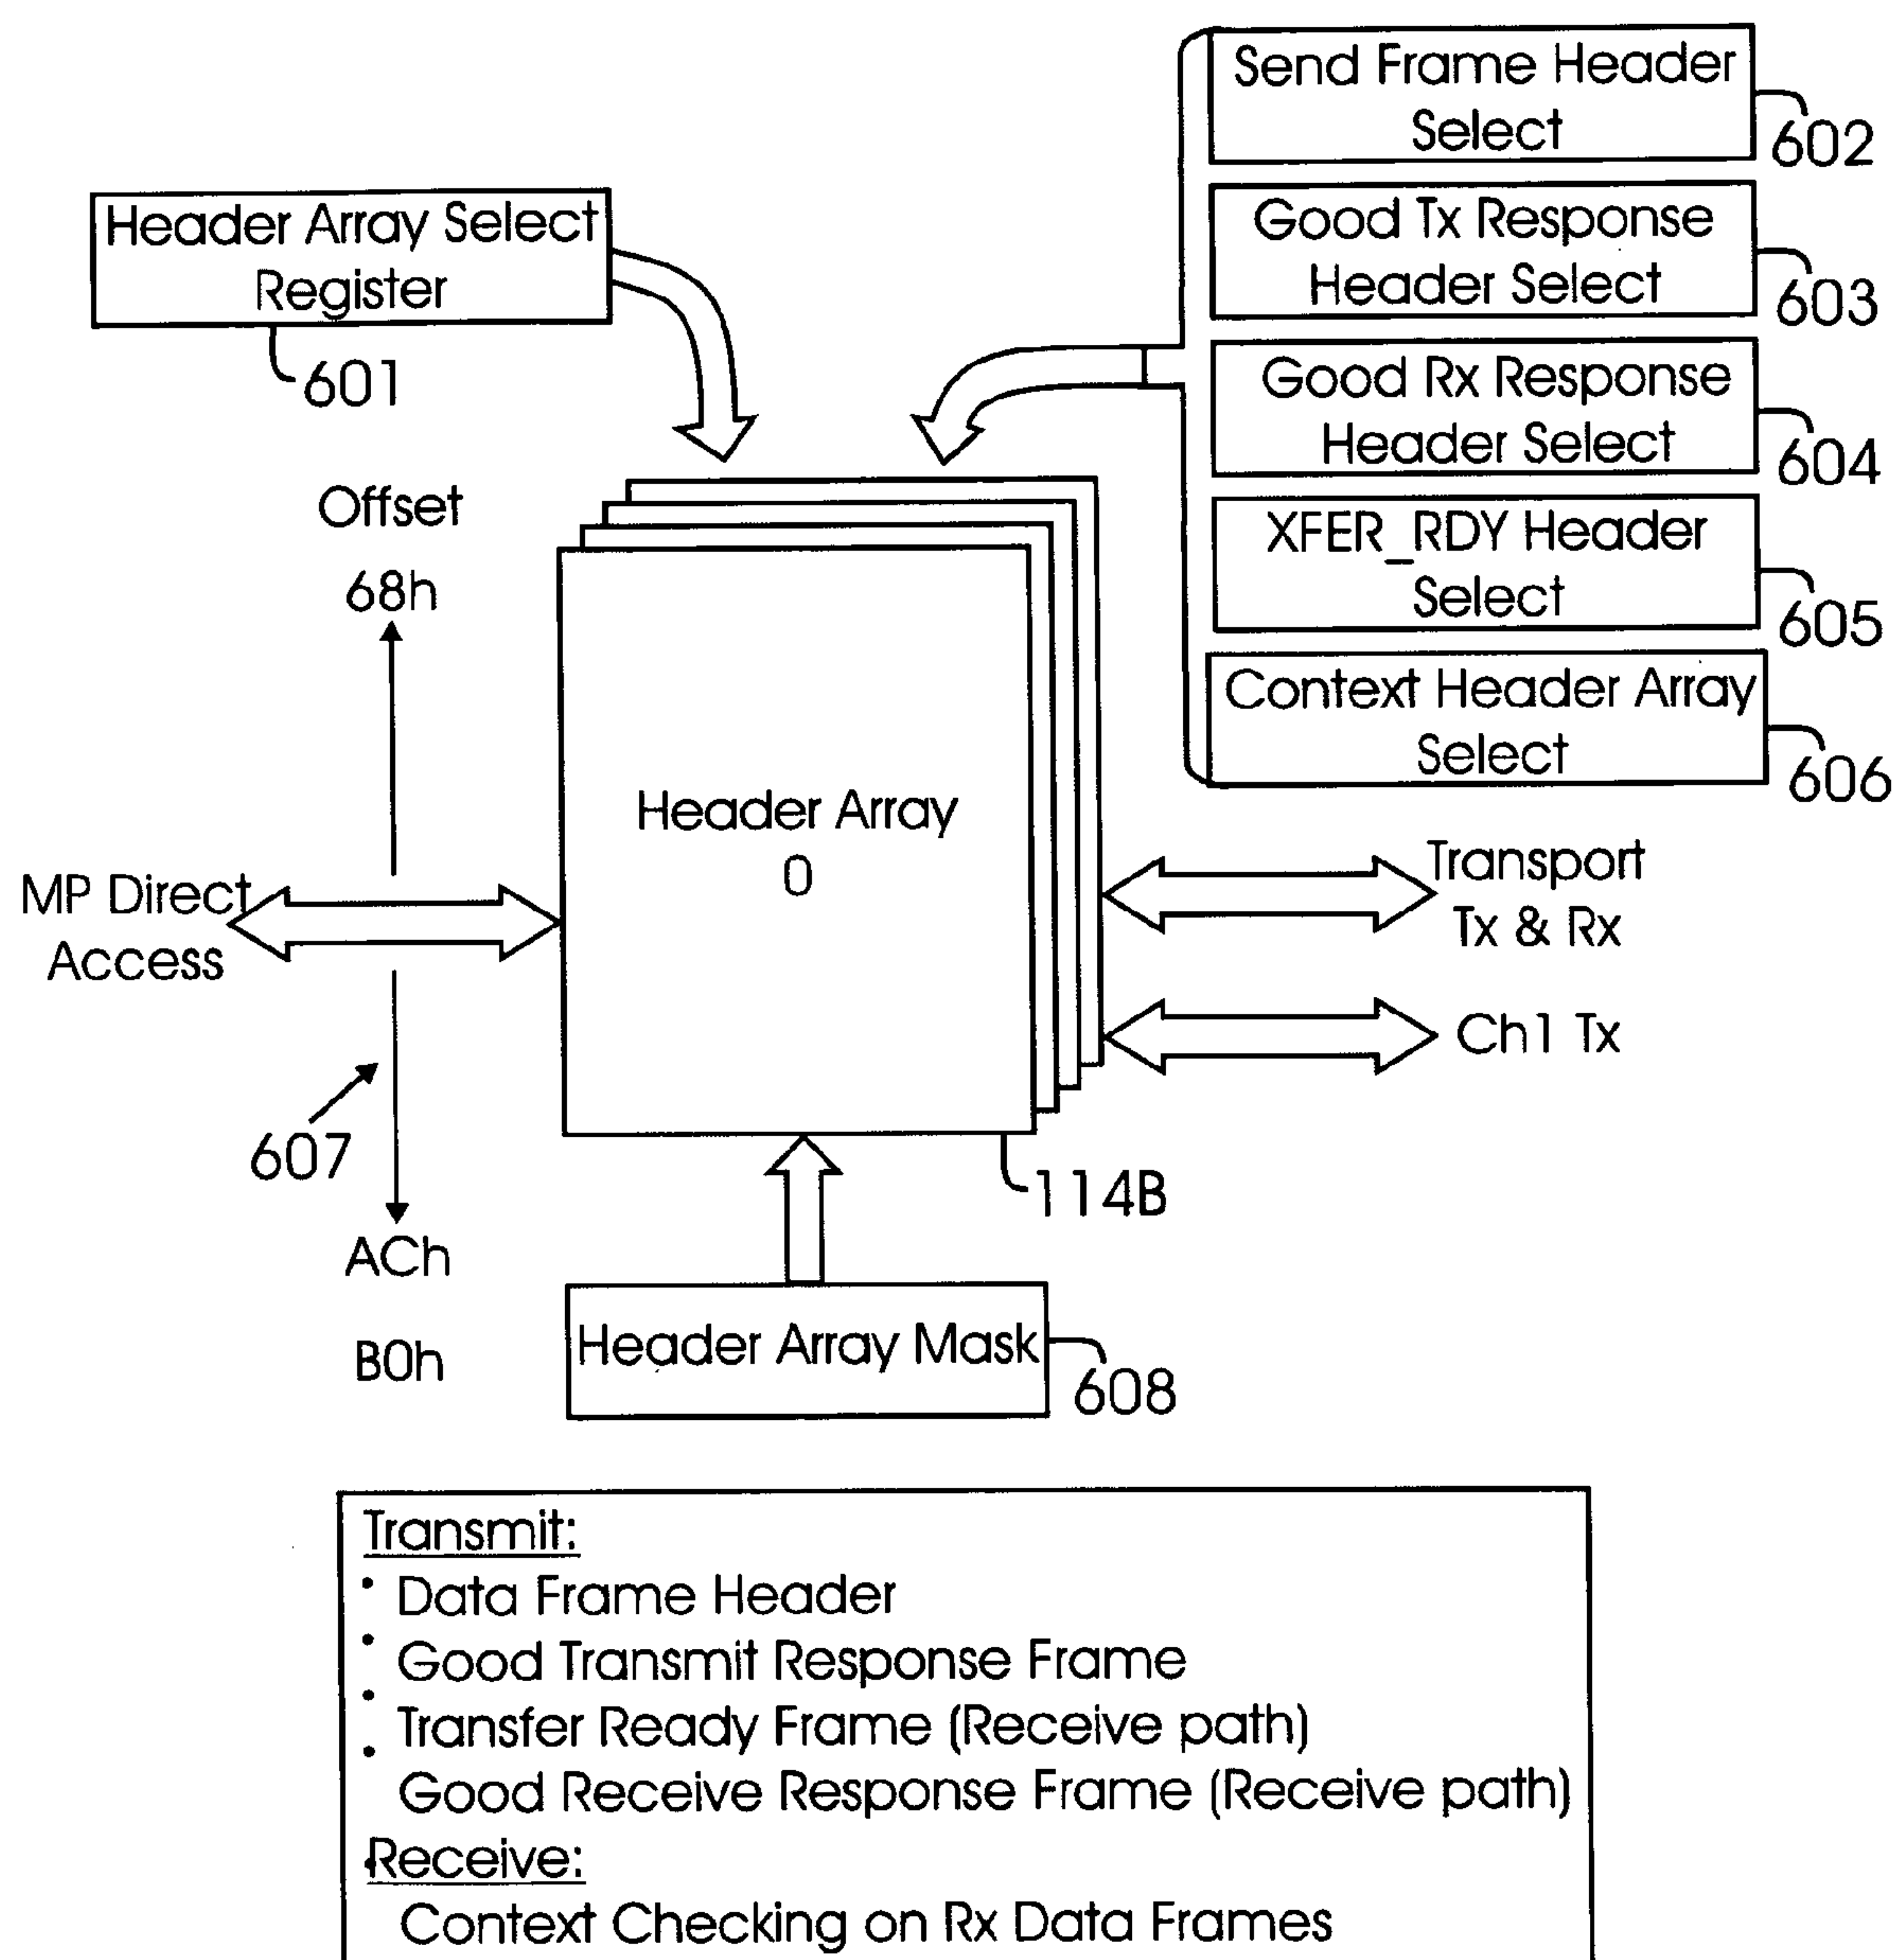 Send Frame Header
Select
602
Header Array Select
Register
601
Good Tx Response
Header Select
603
Good Rx Response
Header Select
604
XFER_RDY Header
Select
605
Context Header Array
Select
606
Offset
68h
Header Array
0
MP Direct
Access
Transport
Tx & Rx
Ch1 Tx
607
114B
ACh
B0h
Header Array Mask
608
Transmit:
• Data Frame Header
• Good Transmit Response Frame
• Transfer Ready Frame (Receive path)
• Good Receive Response Frame (Receive path)
Receive:
• Context Checking on Rx Data Frames